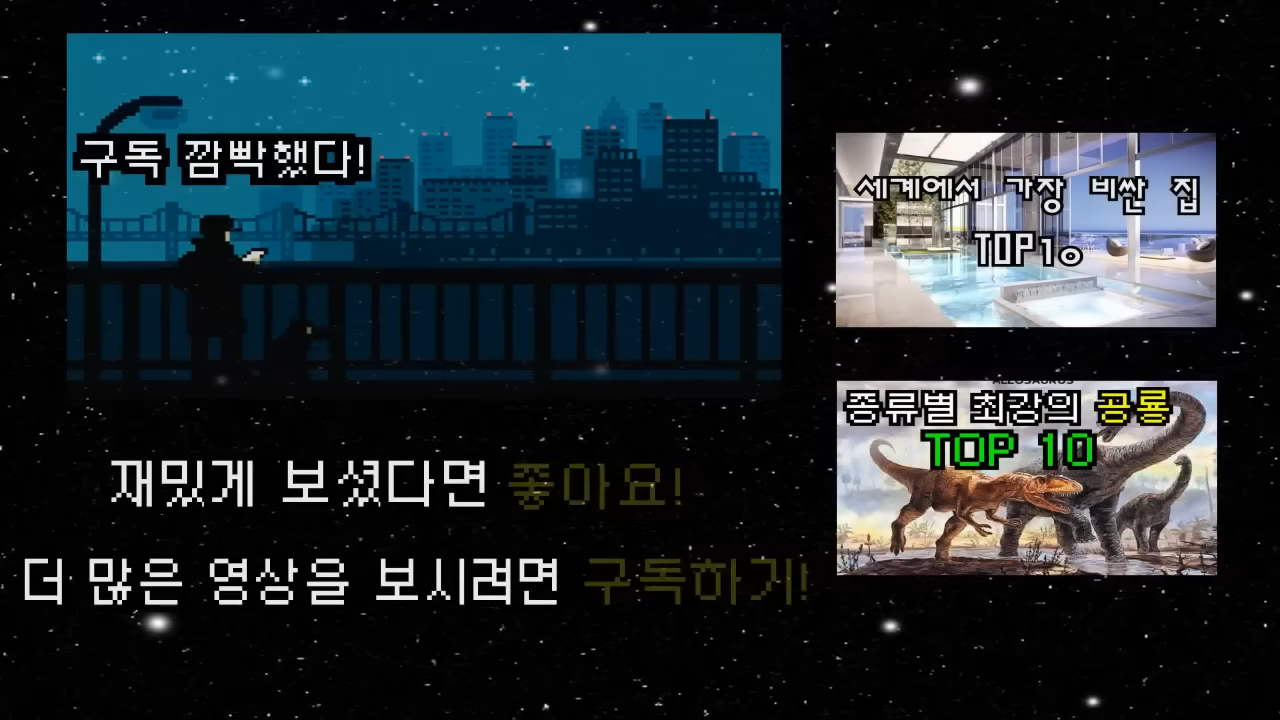 구독 깜빡했다!
세계에서 가장 비싼 집
TOP10
ALLOSAURUS
종류별 최강의 공룡
TOP 10
재밌게 보셨다면 좋아요!
더 많은 영상을 보시려면 구독하기!